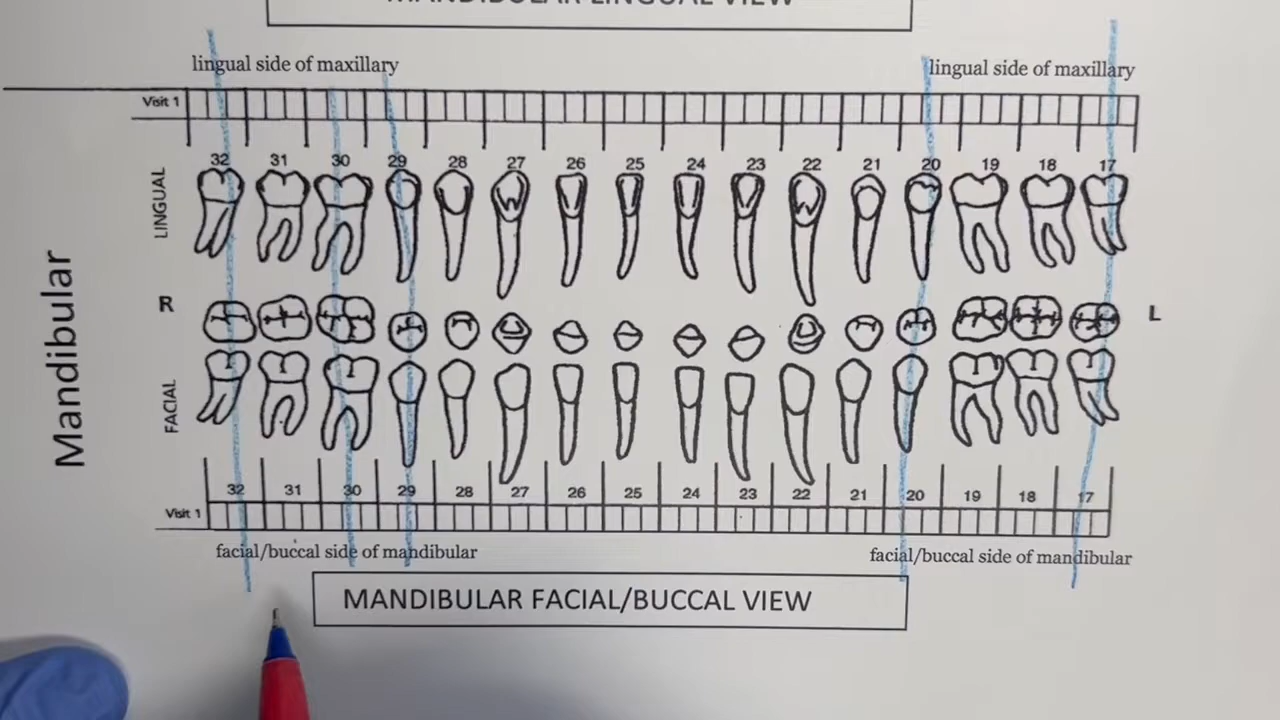 MANDIBULAR LINGUAL VIEW
lingual side of maxillary
lingual side of maxillary
Visit 1
32 31 30 29 28 27 26 25 24 23 22 21 20 19 18 17
LINGUAL
Mandibular
R
L
FACIAL
32 31 30 29 28 27 26 25 24 23 22 21 20 19 18 17
Visit 1
facial/buccal side of mandibular
facial/buccal side of mandibular
MANDIBULAR FACIAL/BUCCAL VIEW